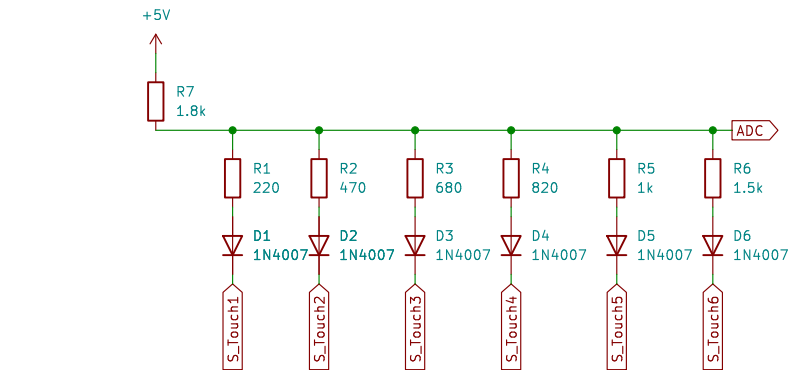 +5V
R7
1.8k
ADC
R1
220
R2
470
R3
680
R4
820
R5
1k
R6
1.5k
D1
1N4007
D2
1N4007
D3
1N4007
D4
1N4007
D5
1N4007
D6
1N4007
S_Touch1
S_Touch2
S_Touch3
S_Touch4
S_Touch5
S_Touch6